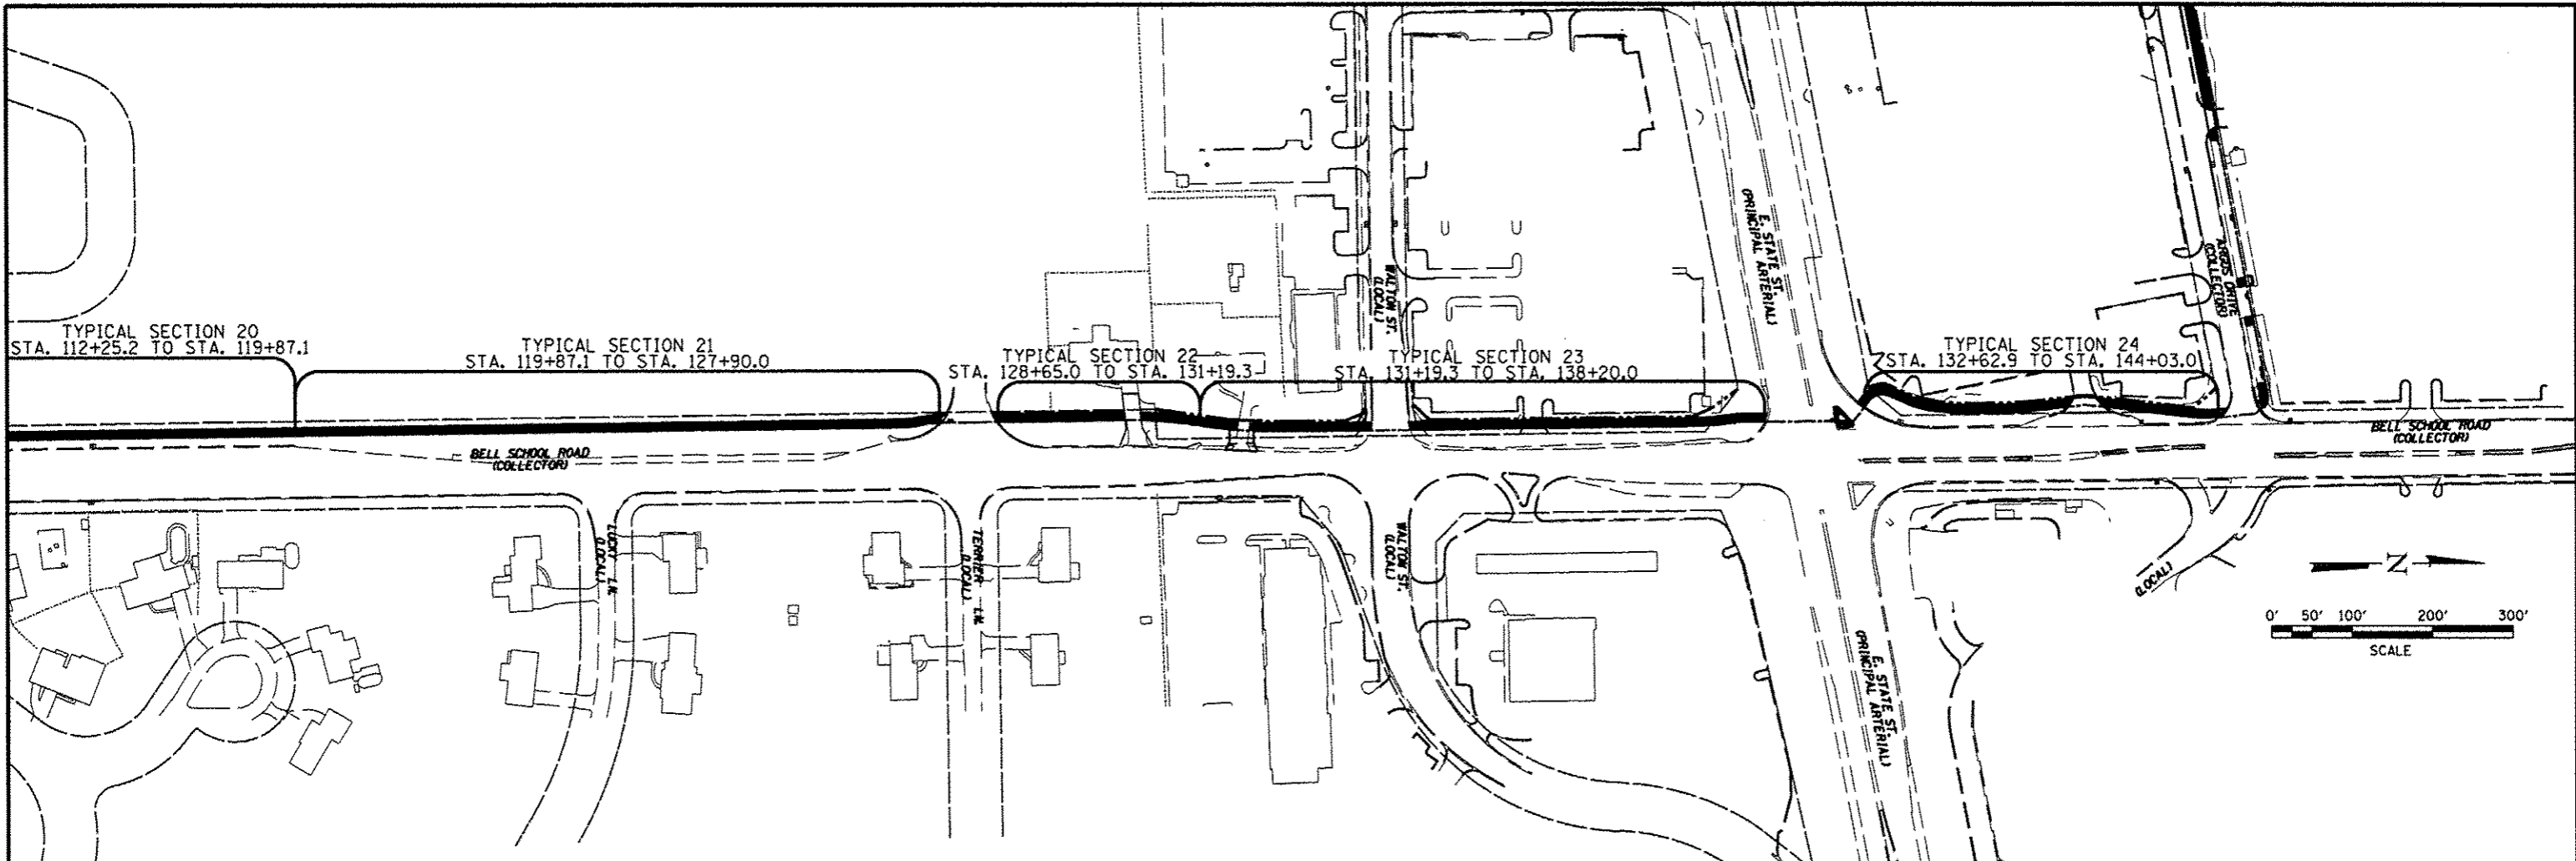 TYPICAL SECTION 20
STA. 112+25.2 TO STA. 119+87.1
TYPICAL SECTION 21
STA. 119+87.1 TO STA. 127+90.0
TYPICAL SECTION 22
STA. 128+65.0 TO STA. 131+19.3
TYPICAL SECTION 23
STA. 131+19.3 TO STA. 138+20.0
TYPICAL SECTION 24
STA. 132+62.9 TO STA. 144+03.0
WALTON ST.
(LOCAL)
E. STATE ST.
(PRINCIPAL ARTERIAL)
ARGUS DRIVE
(COLLECTOR)
BELL SCHOOL ROAD
(COLLECTOR)
BELL SCHOOL ROAD
(COLLECTOR)
LUCKY LN.
(LOCAL)
TERRIER LN.
(LOCAL)
WALTON ST.
(LOCAL)
E. STATE ST.
(PRINCIPAL ARTERIAL)
(LOCAL)
N
0' 50' 100' 200' 300'
SCALE